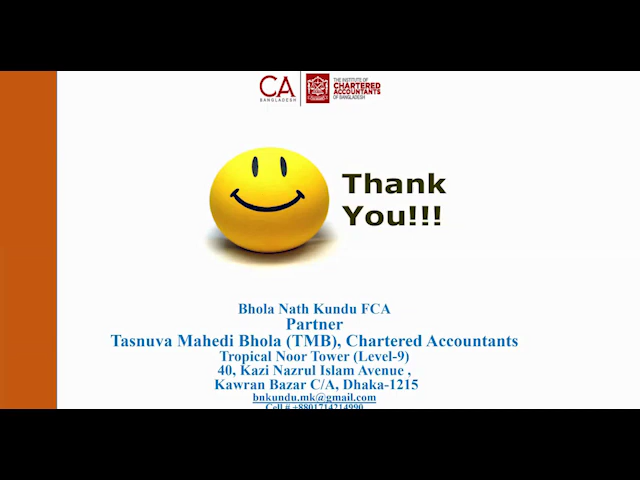 CA
BANGLADESH
THE INSTITUTE OF
CHARTERED
ACCOUNTANTS
OF BANGLADESH
Thank
You!!!
Bhola Nath Kundu FCA
Partner
Tasnuva Mahedi Bhola (TMB), Chartered Accountants
Tropical Noor Tower (Level-9)
40, Kazi Nazrul Islam Avenue ,
Kawran Bazar C/A, Dhaka-1215
bnkundu.mk@gmail.com
Cell # +8801714214990